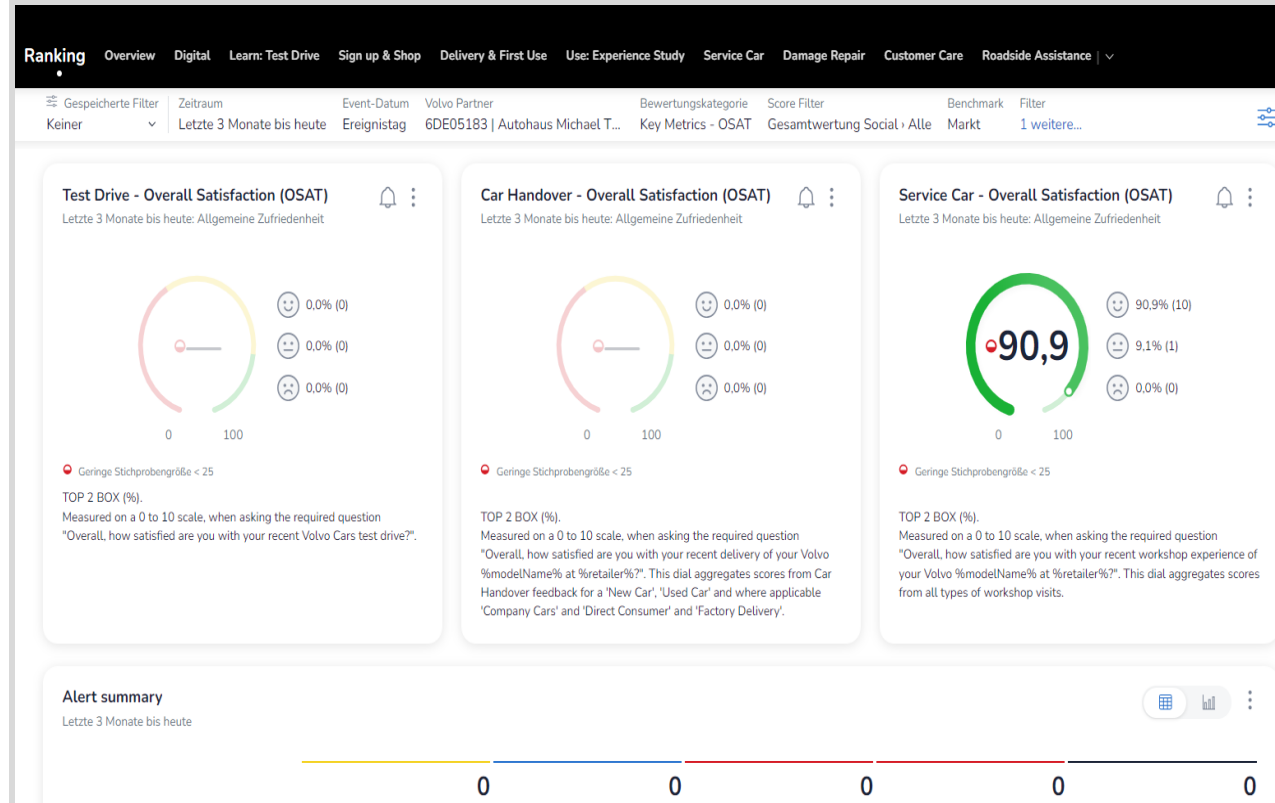 Ranking Overview Digital Learn: Test Drive Sign up & Shop Delivery & First Use Use: Experience Study Service Car Damage Repair Customer Care Roadside Assistance
Gespeicherte Filter Zeitraum Event-Datum Volvo Partner Bewertungskategorie Score Filter Benchmark Filter
Keiner Letzte 3 Monate bis heute Ereignistag 6DE05183 | Autohaus Michael T... Key Metrics - OSAT Gesamtwertung Social › Alle Markt 1 weitere...
Test Drive - Overall Satisfaction (OSAT)
Letzte 3 Monate bis heute: Allgemeine Zufriedenheit
0,0% (0)
0,0% (0)
0,0% (0)
0 100
Geringe Stichprobengröße < 25
TOP 2 BOX (%).
Measured on a 0 to 10 scale, when asking the required question
"Overall, how satisfied are you with your recent Volvo Cars test drive?".
Car Handover - Overall Satisfaction (OSAT)
Letzte 3 Monate bis heute: Allgemeine Zufriedenheit
0,0% (0)
0,0% (0)
0,0% (0)
0 100
Geringe Stichprobengröße < 25
TOP 2 BOX (%).
Measured on a 0 to 10 scale, when asking the required question
"Overall, how satisfied are you with your recent delivery of your Volvo
%modelName% at %retailer%?". This dial aggregates scores from Car
Handover feedback for a 'New Car', 'Used Car' and where applicable
'Company Cars' and 'Direct Consumer' and 'Factory Delivery'.
Service Car - Overall Satisfaction (OSAT)
Letzte 3 Monate bis heute: Allgemeine Zufriedenheit
90,9
90,9% (10)
9,1% (1)
0,0% (0)
0 100
Geringe Stichprobengröße < 25
TOP 2 BOX (%).
Measured on a 0 to 10 scale, when asking the required question
"Overall, how satisfied are you with your recent workshop experience of
your Volvo %modelName% at %retailer%?". This dial aggregates scores
from all types of workshop visits.
Alert summary
Letzte 3 Monate bis heute
0 0 0 0 0